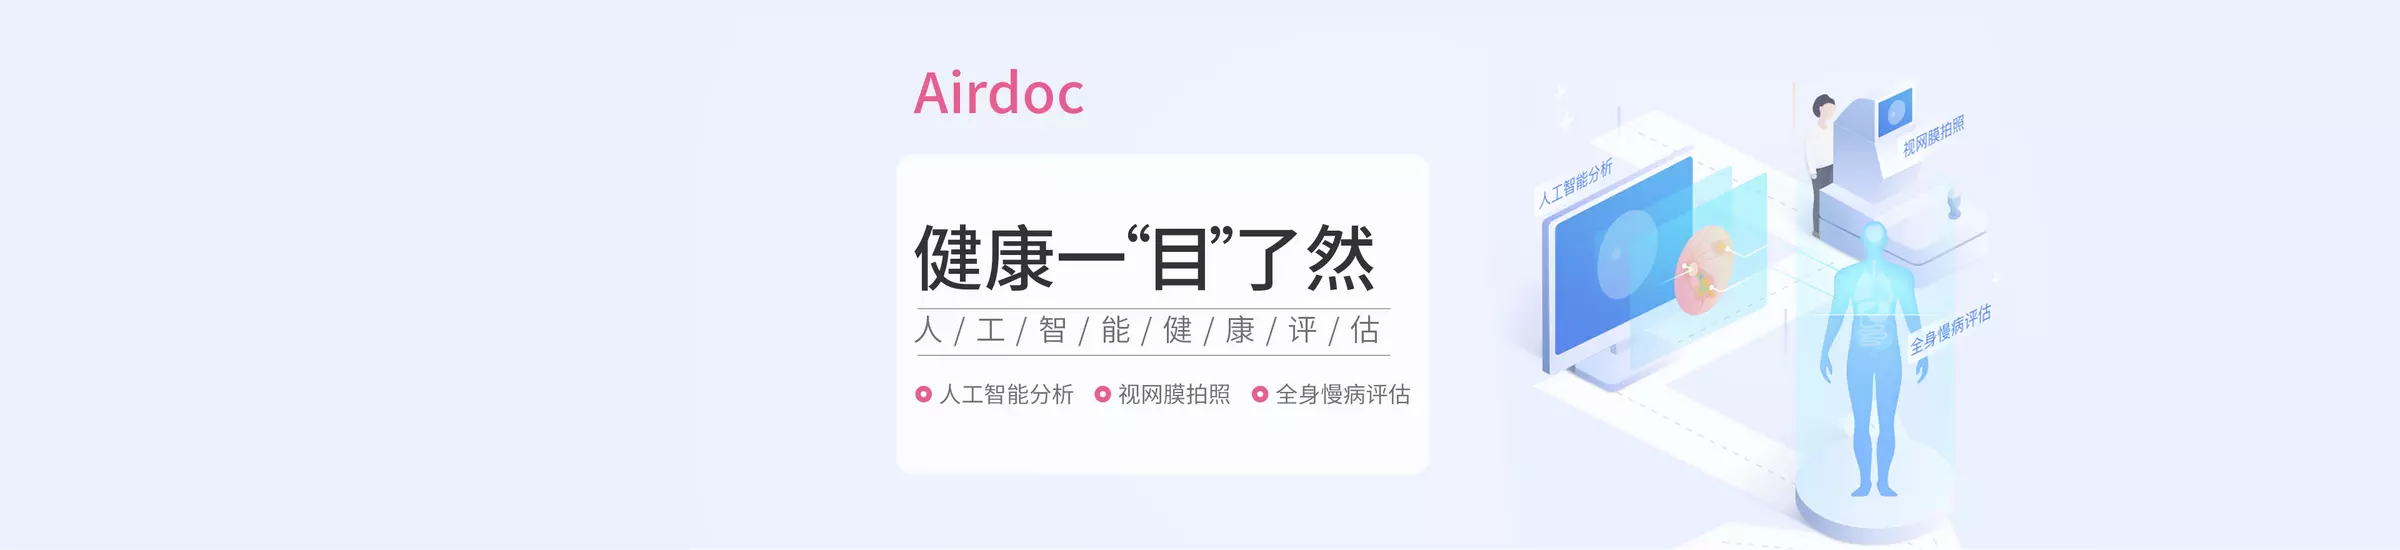 Airdoc
健康一“目”了然
人/工/智/能/健/康/评/估
人工智能分析 视网膜拍照 全身慢病评估
人工智能分析
视网膜拍照
全身慢病评估